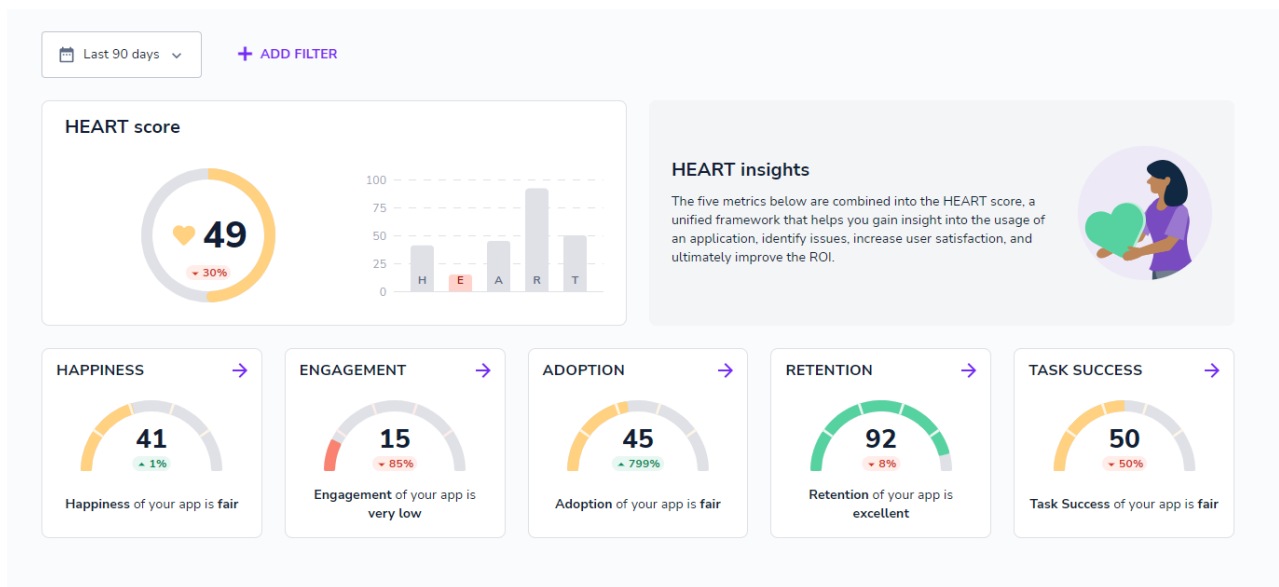 Last 90 days
ADD FILTER
HEART score
49
30%
100
75
50
25
0
H E A R T
HEART insights
The five metrics below are combined into the HEART score, a
unified framework that helps you gain insight into the usage of
an application, identify issues, increase user satisfaction, and
ultimately improve the ROI.
HAPPINESS
41
1%
Happiness of your app is fair
ENGAGEMENT
15
85%
Engagement of your app is
very low
ADOPTION
45
799%
Adoption of your app is fair
RETENTION
92
8%
Retention of your app is
excellent
TASK SUCCESS
50
50%
Task Success of your app is fair